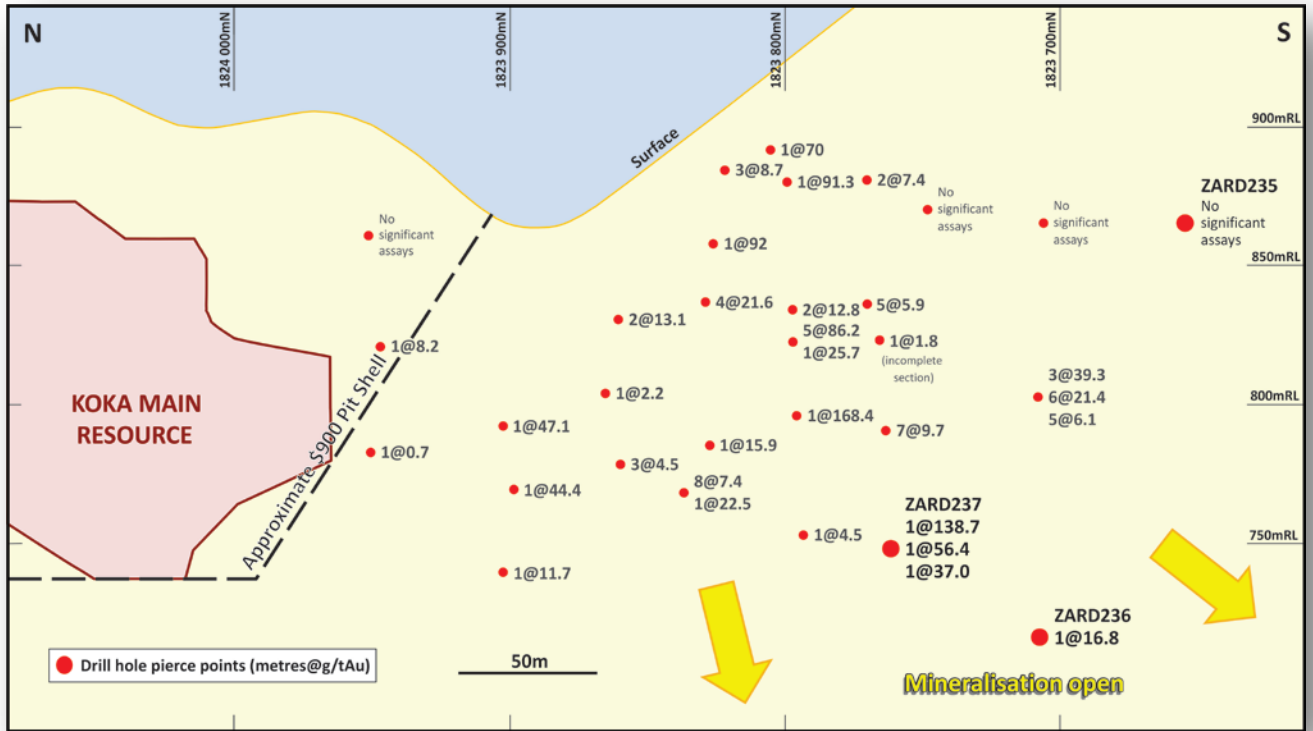 N
1824 000mN
1823 900mN
1823 800mN
1823 700mN
S
900mRL
Surface
1@70
3@8.7
1@91.3
2@7.4
No
significant
assays
No
significant
assays
ZARD235
No
significant
assays
No
significant
assays
1@92
850mRL
4@21.6
2@13.1
2@12.8
5@86.2
1@25.7
5@5.9
1@1.8
(incomplete
section)
1@8.2
Approximate $900 Pit Shell
KOKA MAIN
RESOURCE
1@2.2
3@39.3
6@21.4
5@6.1
800mRL
1@47.1
1@168.4
7@9.7
1@0.7
3@4.5
1@15.9
1@44.4
8@7.4
1@22.5
1@4.5
ZARD237
1@138.7
1@56.4
1@37.0
750mRL
1@11.7
ZARD236
1@16.8
Drill hole pierce points (metres@g/tAu)
50m
Mineralisation open